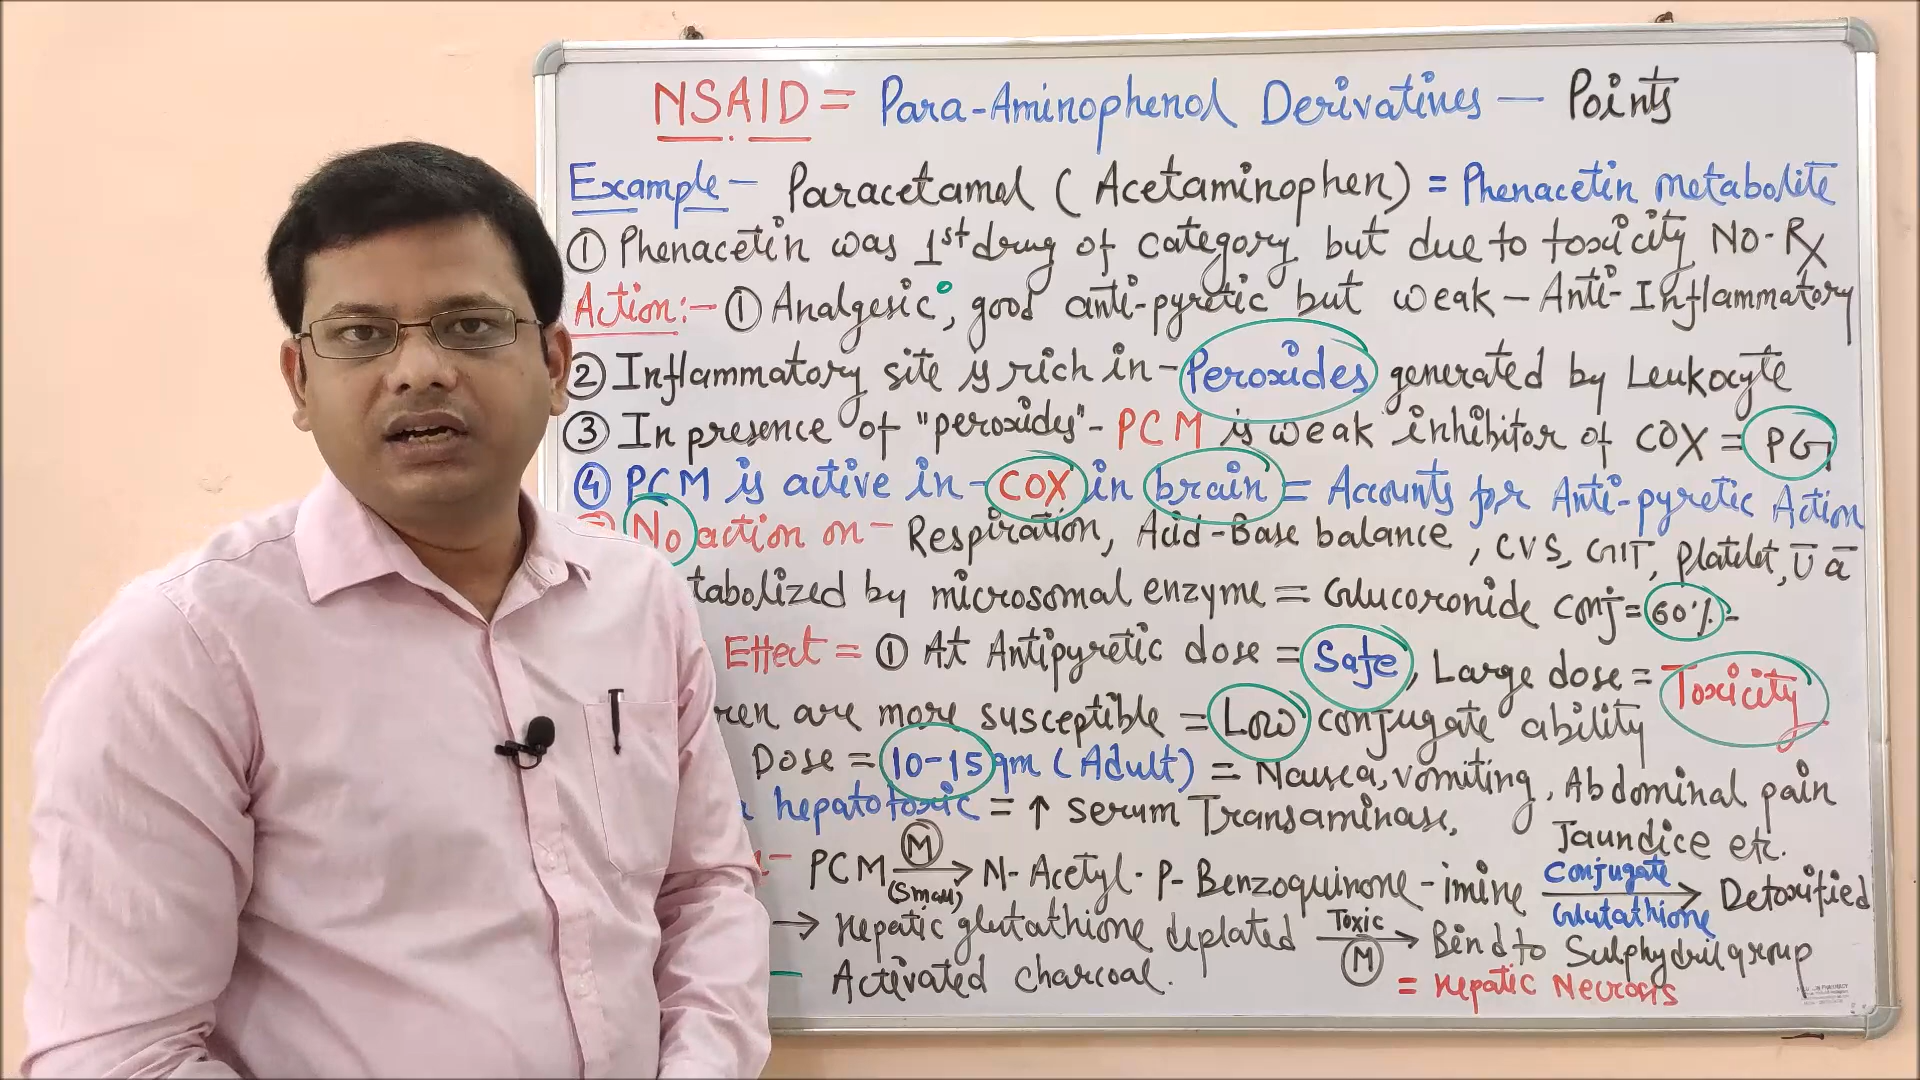 NSAID = Para-Aminophenol Derivatives — Points
Example - Paracetamol (Acetaminophen) = Phenacetin metabolite
① Phenacetin was 1st drug of category but due to toxicity NO-Rx
Action:- ① Analgesic, good anti-pyretic but weak - Anti-Inflammatory
② Inflammatory site is rich in - Peroxides generated by Leukocyte
③ In presence of "peroxides" - PCM is weak inhibitor of COX = PG
④ PCM is active in - COX in brain = Accounts for Anti-pyretic Action
No action on - Respiration, Acid-Base balance, CVS, GIT, Platelet, U a
tabolized by microsomal enzyme = Glucoronide conj = 60%
Effect = ① At Antipyretic dose = Safe, Large dose = Toxicity
ren are more susceptible = Low conjugate ability
Dose = 10-15 gm (Adult) = Nausea, vomiting, Abdominal pain
hepatotoxic = ↑ serum Transaminase, Jaundice etc.
PCM M (Small) → N-Acetyl-P-Benzoquinone-imine Conjugate Glutathione → Detoxified
→ Hepatic glutathione deplated Toxic M → Bind to Sulphydril group
Activated charcoal. = Hepatic Necrosis